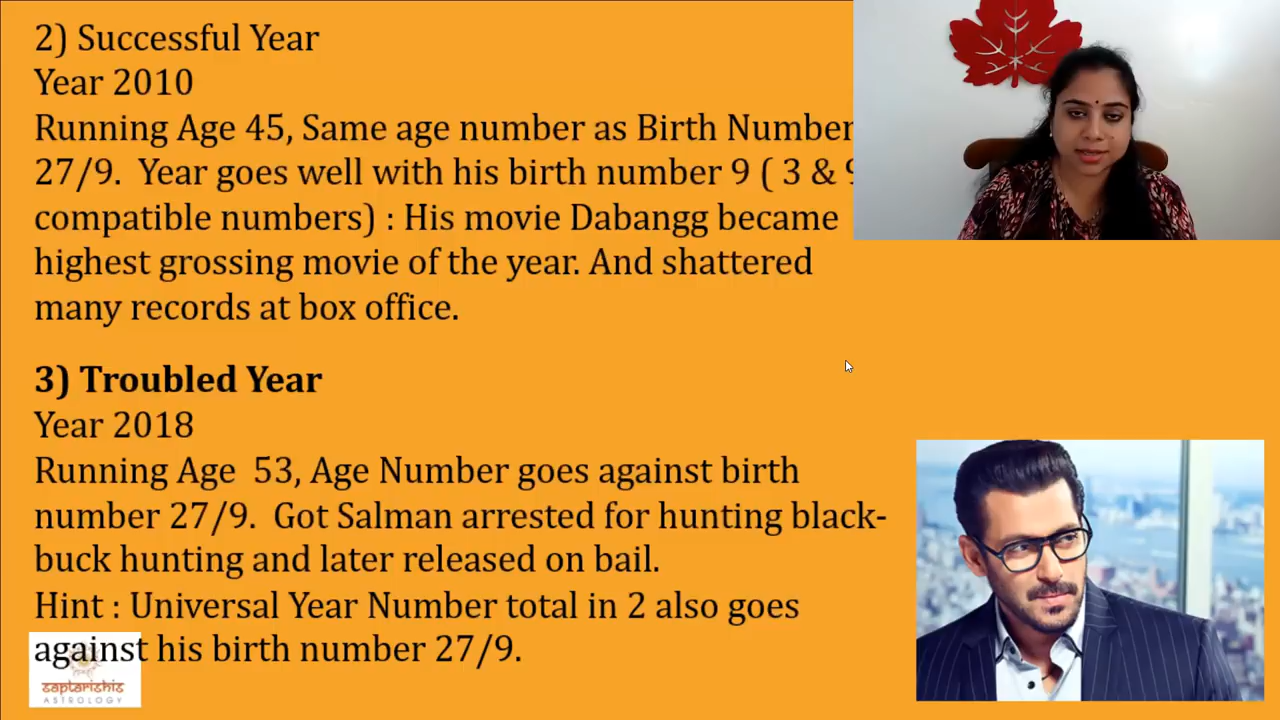 2) Successful Year
Year 2010
Running Age 45, Same age number as Birth Number
27/9. Year goes well with his birth number 9 ( 3 & 9
compatible numbers) : His movie Dabangg became
highest grossing movie of the year. And shattered
many records at box office.
3) Troubled Year
Year 2018
Running Age 53, Age Number goes against birth
number 27/9. Got Salman arrested for hunting black-
buck hunting and later released on bail.
Hint : Universal Year Number total in 2 also goes
against his birth number 27/9.
saptarishis
ASTROLOGY